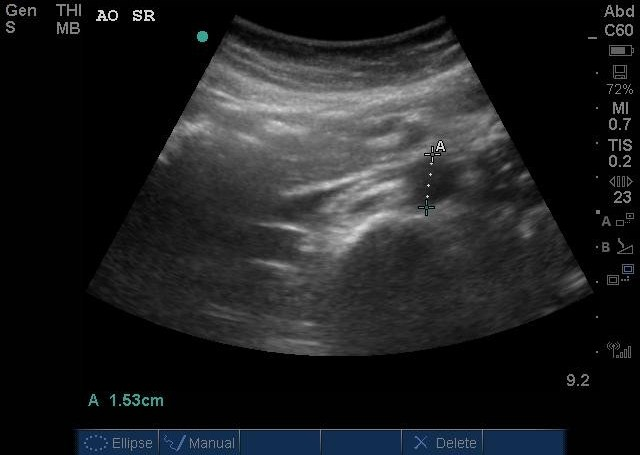 Gen
S
THI
MB
AO SR
Abd
C60
72%
MI
0.7
TIS
0.2
23
A
B
A
9.2
A 1.53cm
Ellipse
Manual
Delete